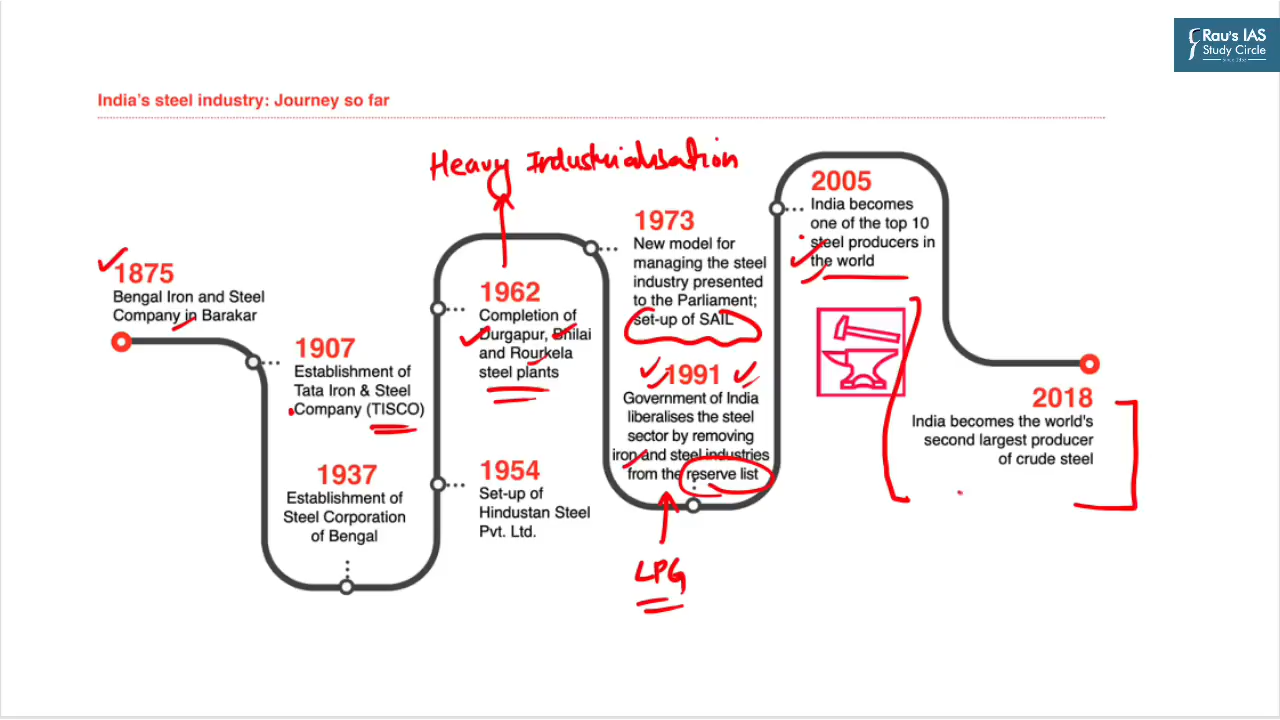 Rau's IAS
Study Circle
since 1953
India's steel industry: Journey so far
Heavy Industrialisation
1875
Bengal Iron and Steel
Company in Barakar
1907
Establishment of
Tata Iron & Steel
Company (TISCO)
1937
Establishment of
Steel Corporation
of Bengal
1962
Completion of
Durgapur, Bhilai
and Rourkela
steel plants
1954
Set-up of
Hindustan Steel
Pvt. Ltd.
1973
New model for
managing the steel
industry presented
to the Parliament;
set-up of SAIL
1991
Government of India
liberalises the steel
sector by removing
iron and steel industries
from the reserve list
LPG
2005
India becomes
one of the top 10
steel producers in
the world
2018
India becomes the world's
second largest producer
of crude steel